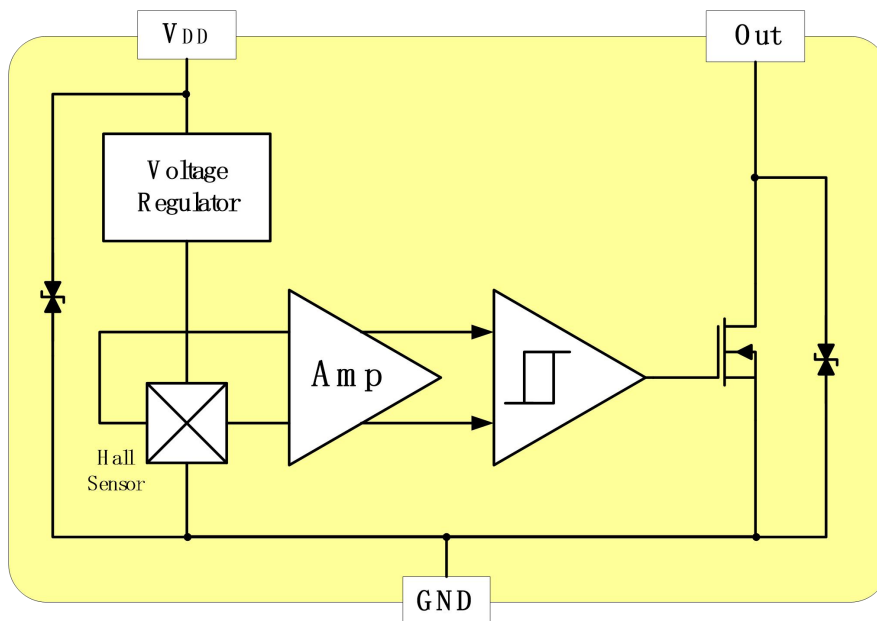 VDD
Out
Voltage
Regulator
Amp
Hall
Sensor
GND